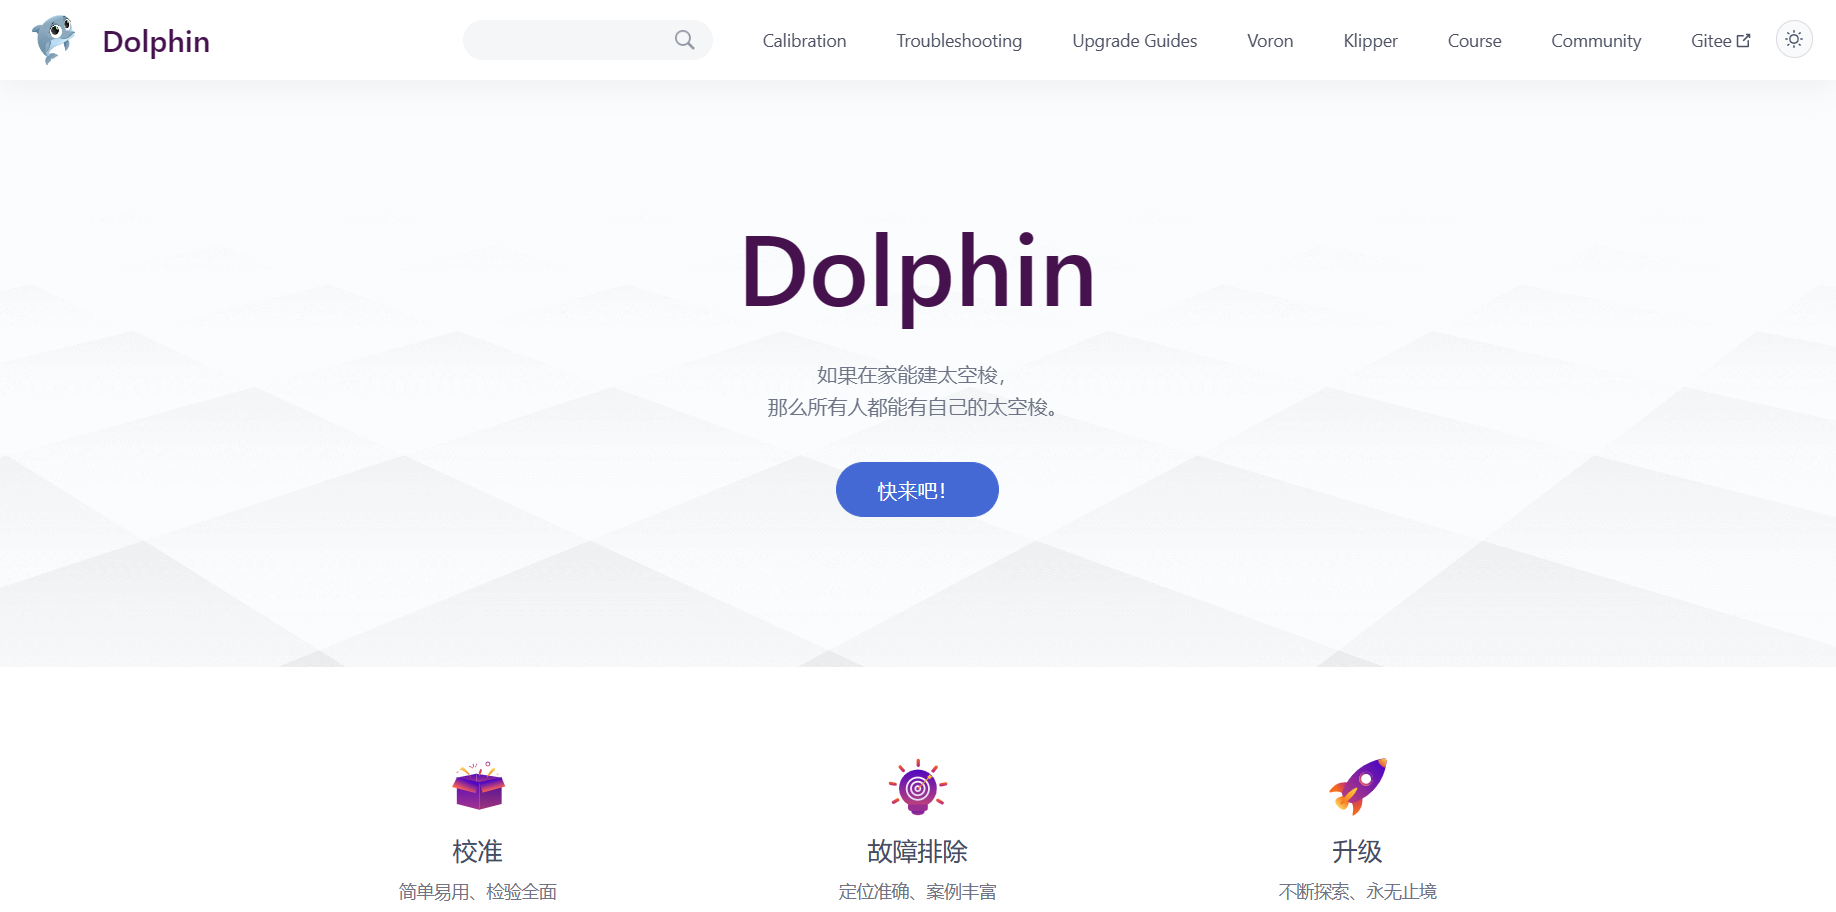 Dolphin
Calibration
Troubleshooting
Upgrade Guides
Voron
Klipper
Course
Community
Gitee
Dolphin
如果在家能建太空梭，
那么所有人都能有自己的太空梭。
快来吧！
校准
故障排除
升级
简单易用、检验全面
定位准确、案例丰富
不断探索、永无止境